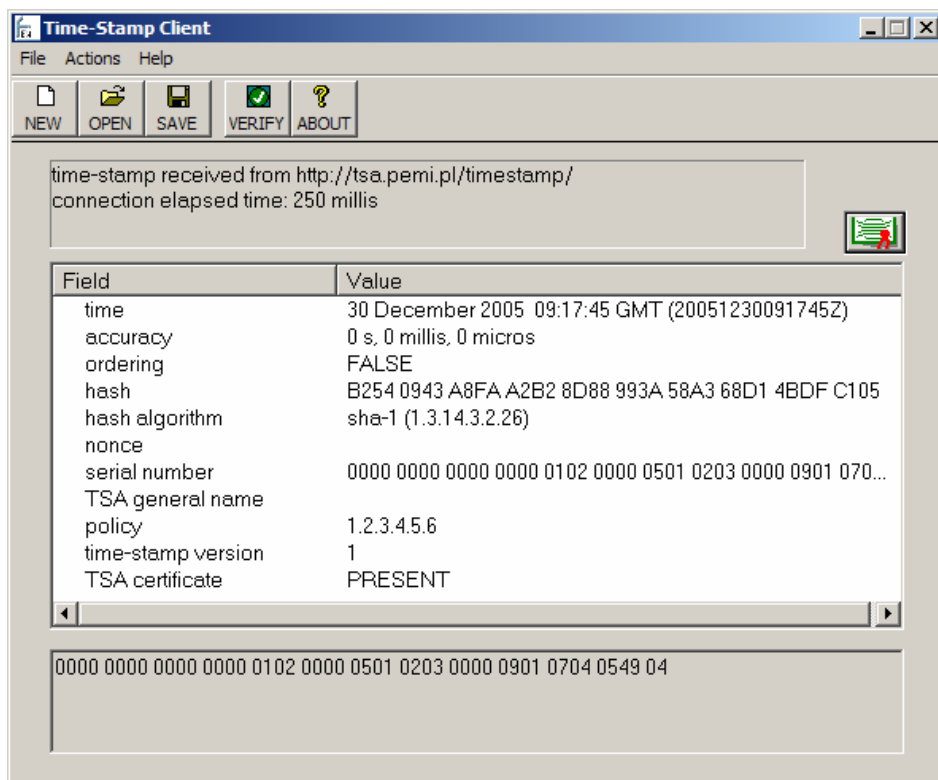 Time-Stamp Client
File Actions Help
NEW OPEN SAVE VERIFY ABOUT
time-stamp received from http://tsa.pemi.pl/timestamp/
connection elapsed time: 250 millis
Field Value
time 30 December 2005 09:17:45 GMT (20051230091745Z)
accuracy 0 s, 0 millis, 0 micros
ordering FALSE
hash B254 0943 A8FA A2B2 8D88 993A 58A3 68D1 4BDF C105
hash algorithm sha-1 (1.3.14.3.2.26)
nonce
serial number 0000 0000 0000 0000 0102 0000 0501 0203 0000 0901 070...
TSA general name
policy 1.2.3.4.5.6
time-stamp version 1
TSA certificate PRESENT
0000 0000 0000 0000 0102 0000 0501 0203 0000 0901 0704 0549 04